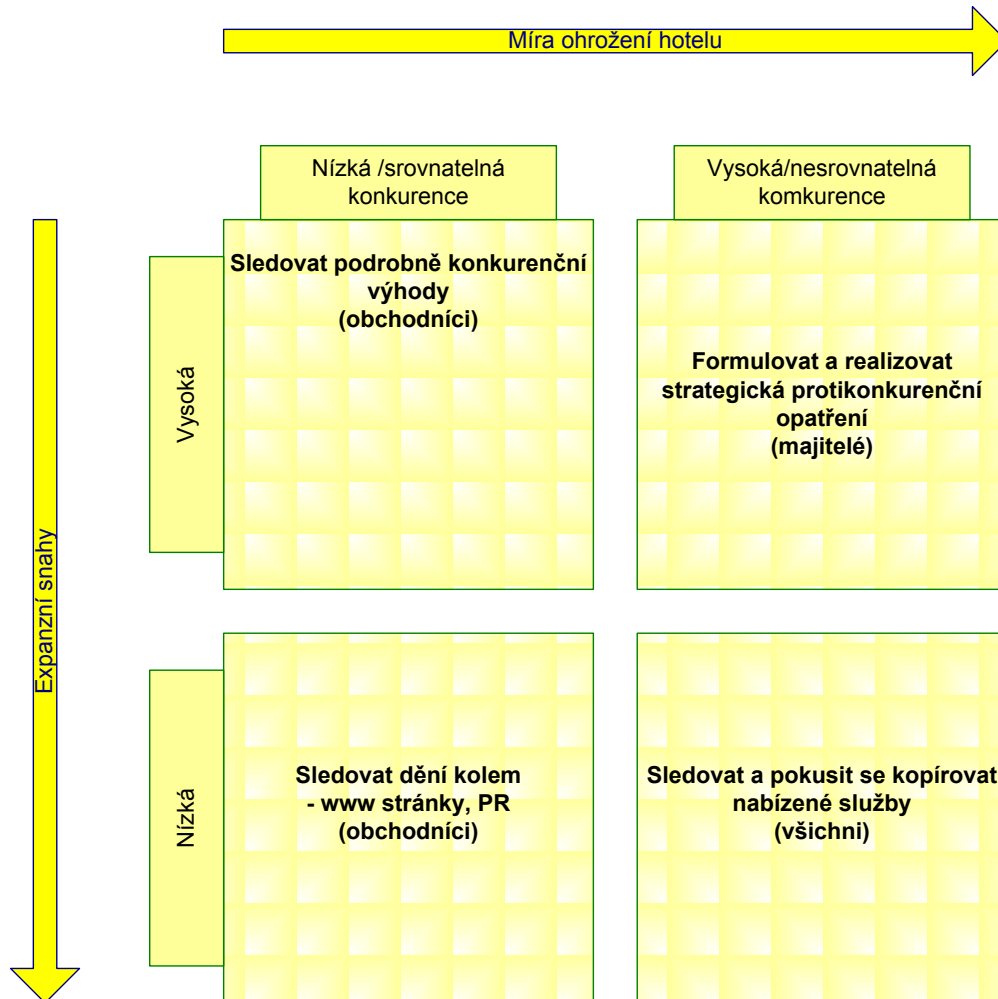 Míra ohrožení hotelu
Nízká /srovnatelná
konkurence
Vysoká/nesrovnatelná
komkurence
Expanzní snahy
Vysoká
Sledovat podrobně konkurenční
výhody
(obchodníci)
Formulovat a realizovat
strategická protikonkurenční
opatření
(majitelé)
Nízká
Sledovat dění kolem
- www stránky, PR
(obchodníci)
Sledovat a pokusit se kopírovat
nabízené služby
(všichni)